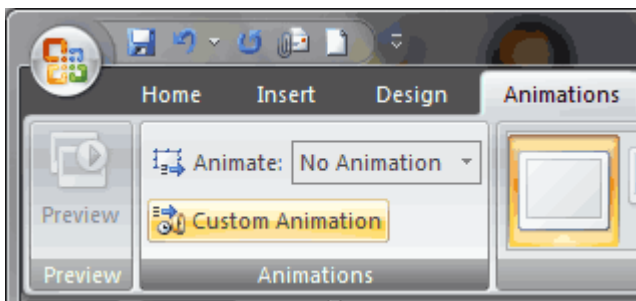 Home Insert Design Animations
Animate: No Animation
Preview Custom Animation
Preview Animations